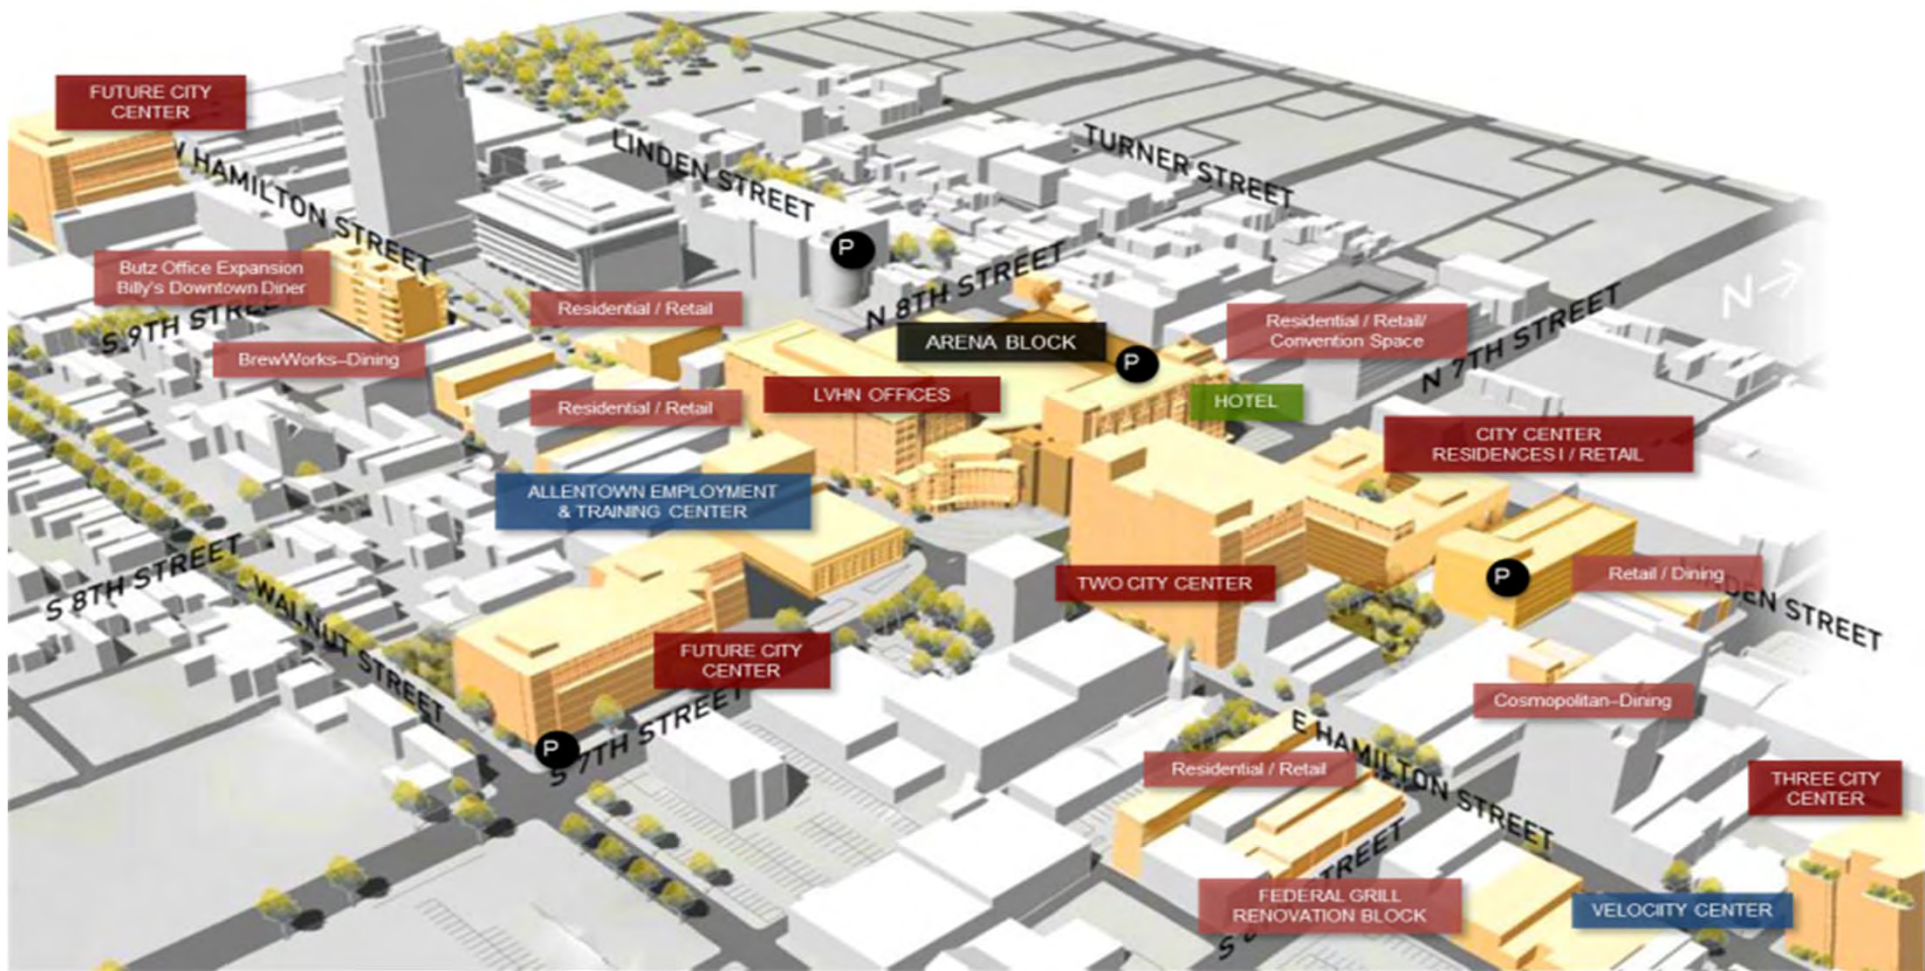 FUTURE CITY
CENTER
HAMILTON STREET
LINDEN STREET
TURNER STREET
P
Butz Office Expansion
Billy's Downtown Diner
S 9TH STREET
Residential / Retail
N 8TH STREET
ARENA BLOCK
P
Residential / Retail/
Convention Space
N
N 7TH STREET
BrewWorks–Dining
LVHN OFFICES
HOTEL
Residential / Retail
CITY CENTER
RESIDENCES I / RETAIL
ALLENTOWN EMPLOYMENT
& TRAINING CENTER
S 8TH STREET
WALNUT STREET
TWO CITY CENTER
P
Retail / Dining
DEN STREET
FUTURE CITY
CENTER
P
S 7TH STREET
Cosmopolitan–Dining
E HAMILTON STREET
Residential / Retail
THREE CITY
CENTER
FEDERAL GRILL
RENOVATION BLOCK
VELOCIITY CENTER